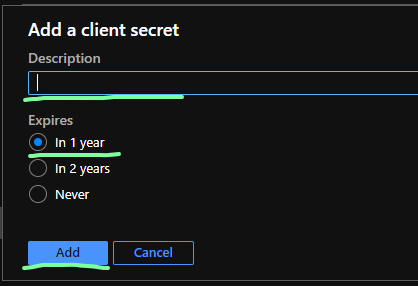 Add a client secret
Description
Expires
In 1 year
In 2 years
Never
Add Cancel